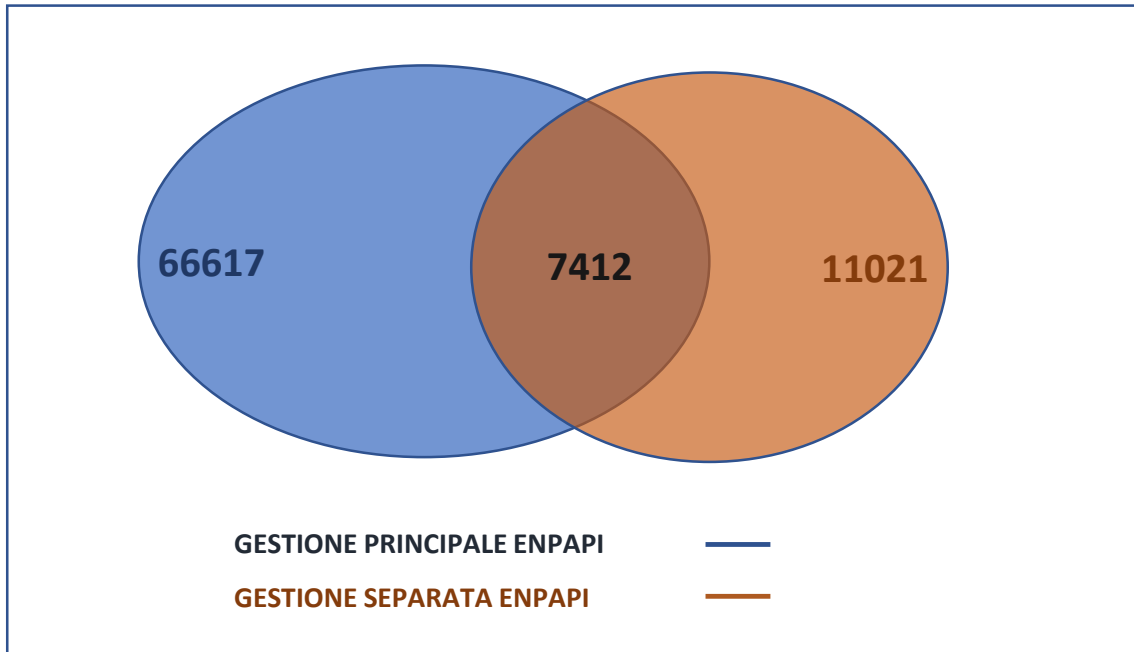 66617
7412
11021
GESTIONE PRINCIPALE ENPAPI
GESTIONE SEPARATA ENPAPI